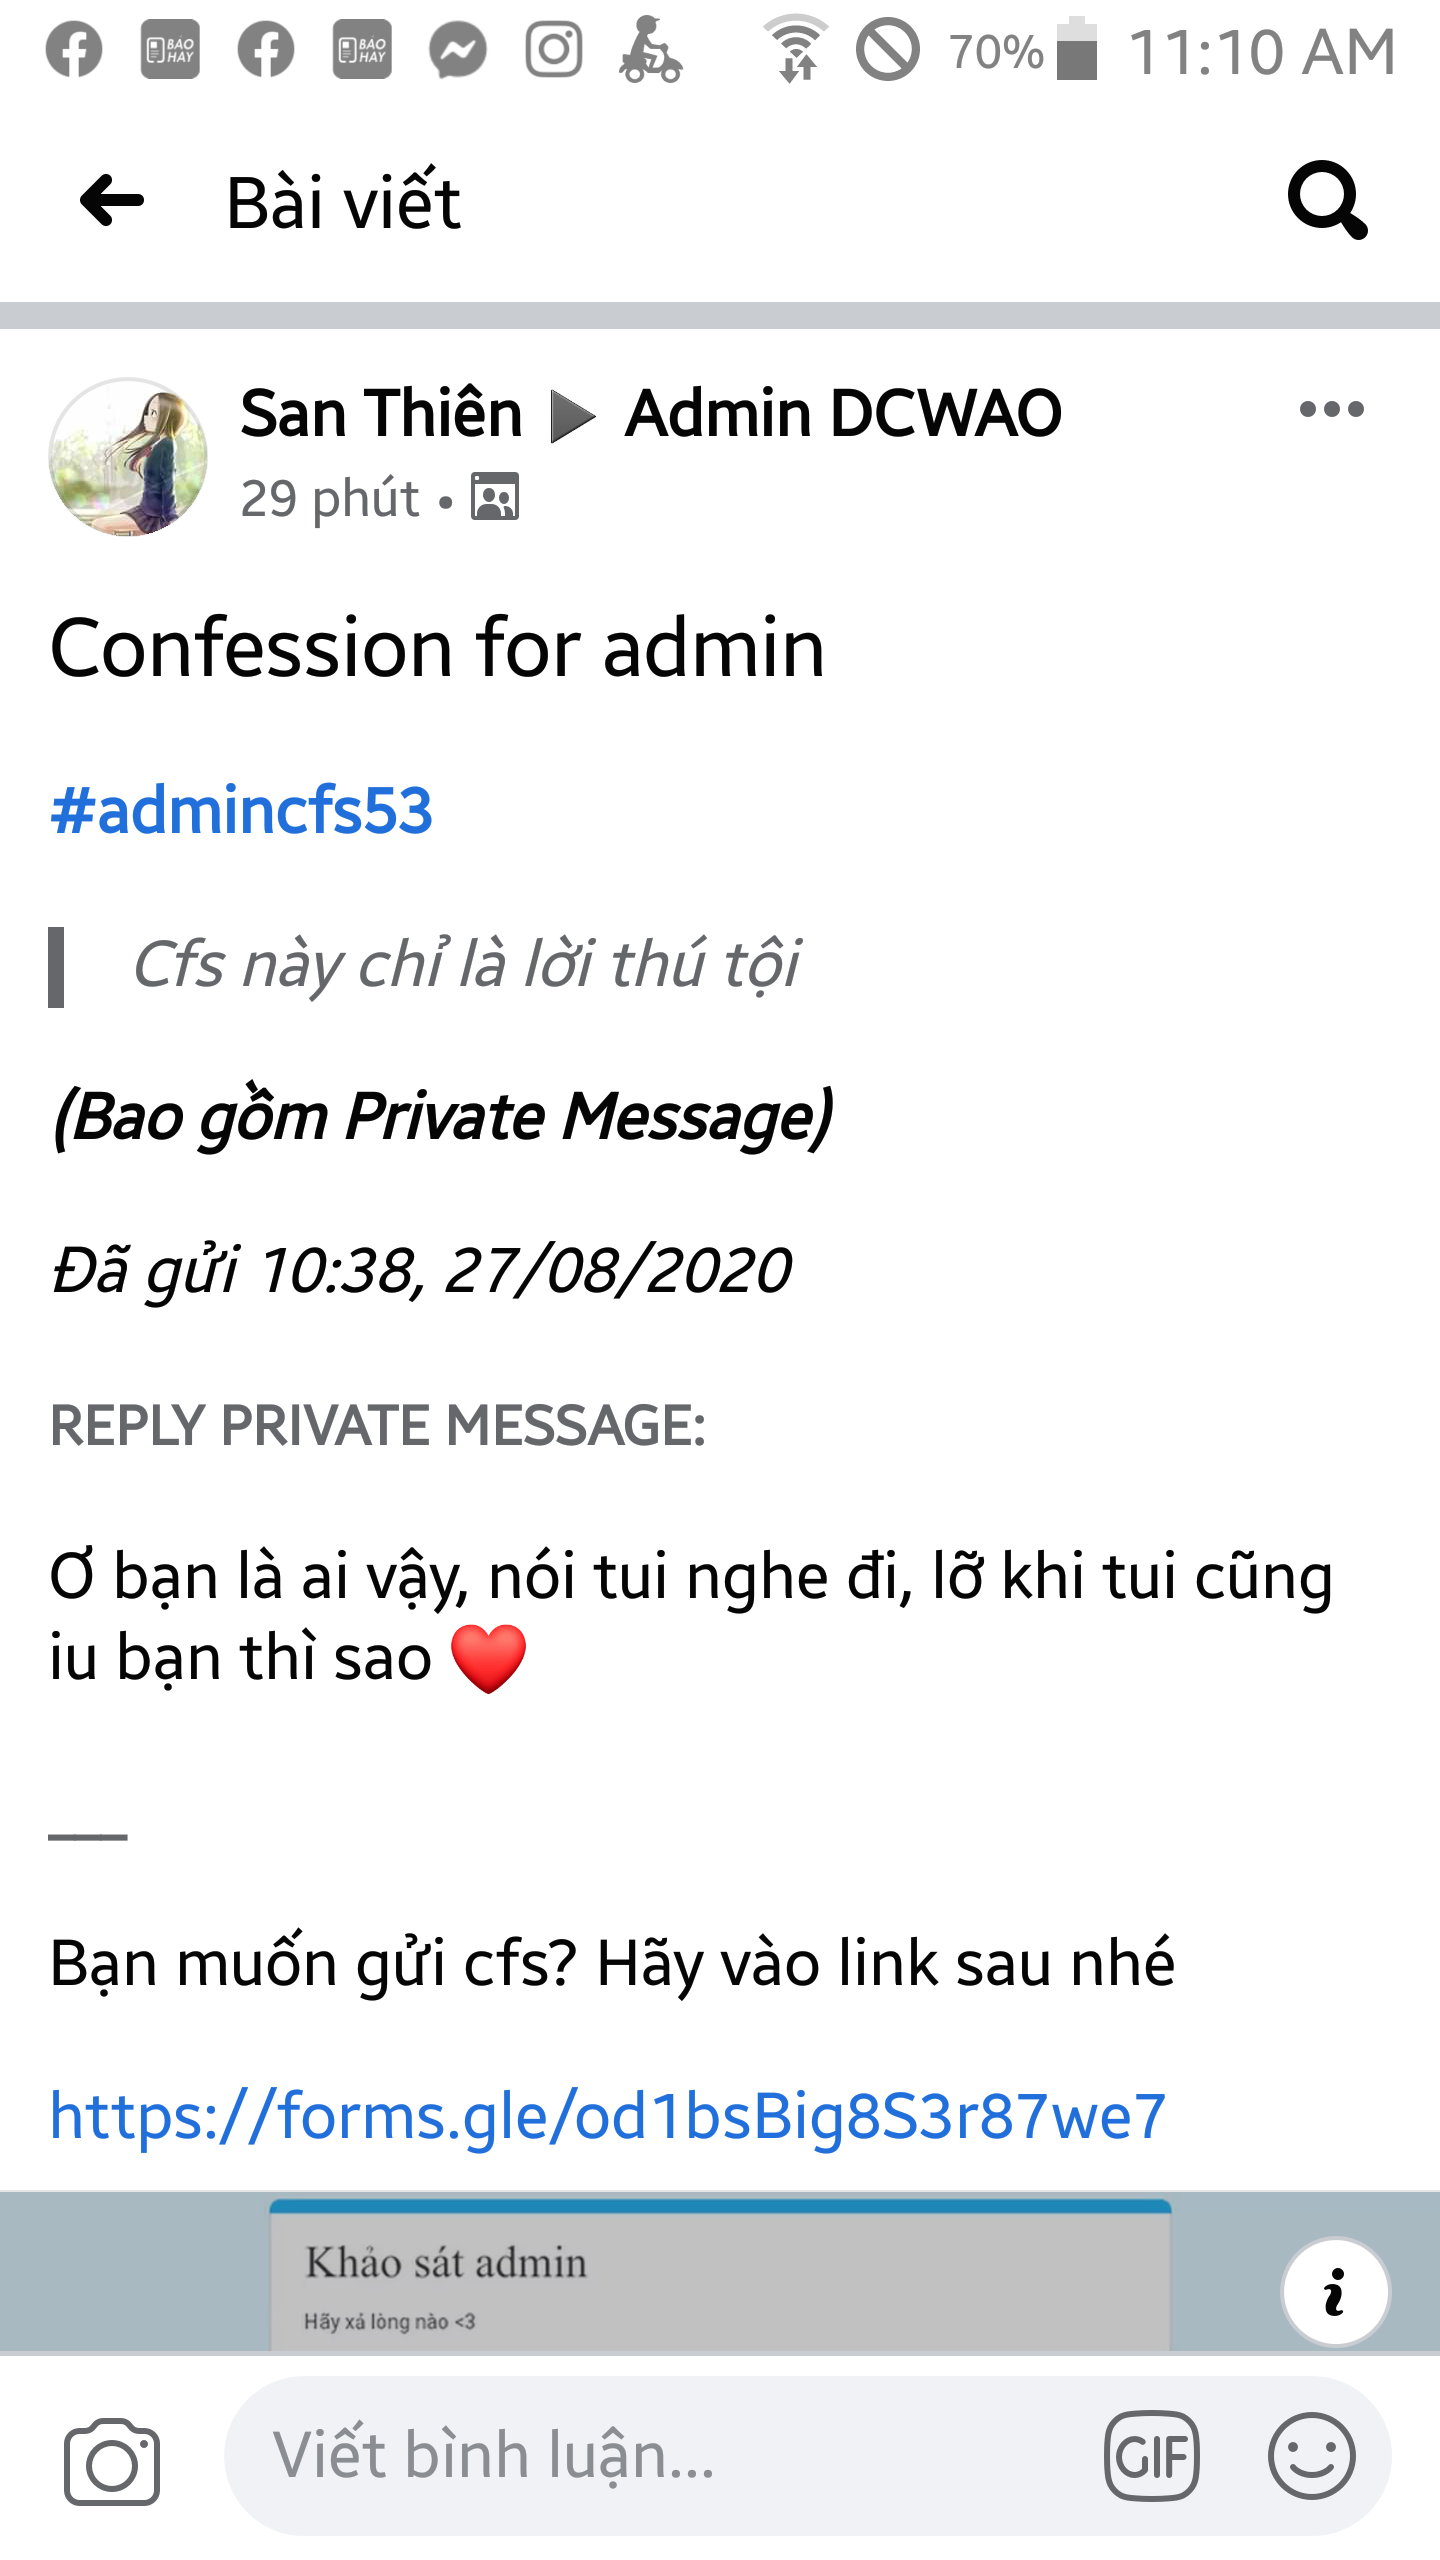 BÁO HAY
BÁO HAY
70% 11:10 AM
Bài viết
San Thiên ▶ Admin DCWAO
29 phút •
Confession for admin
#admincfs53
Cfs này chỉ là lời thú tội
(Bao gồm Private Message)
Đã gửi 10:38, 27/08/2020
REPLY PRIVATE MESSAGE:
Ơ bạn là ai vậy, nói tui nghe đi, lỡ khi tui cũng
iu bạn thì sao ❤️
___
Bạn muốn gửi cfs? Hãy vào link sau nhé
https://forms.gle/od1bsBig8S3r87we7
Khảo sát admin
Hãy xả lòng nào <3
i
Viết bình luận...
GIF